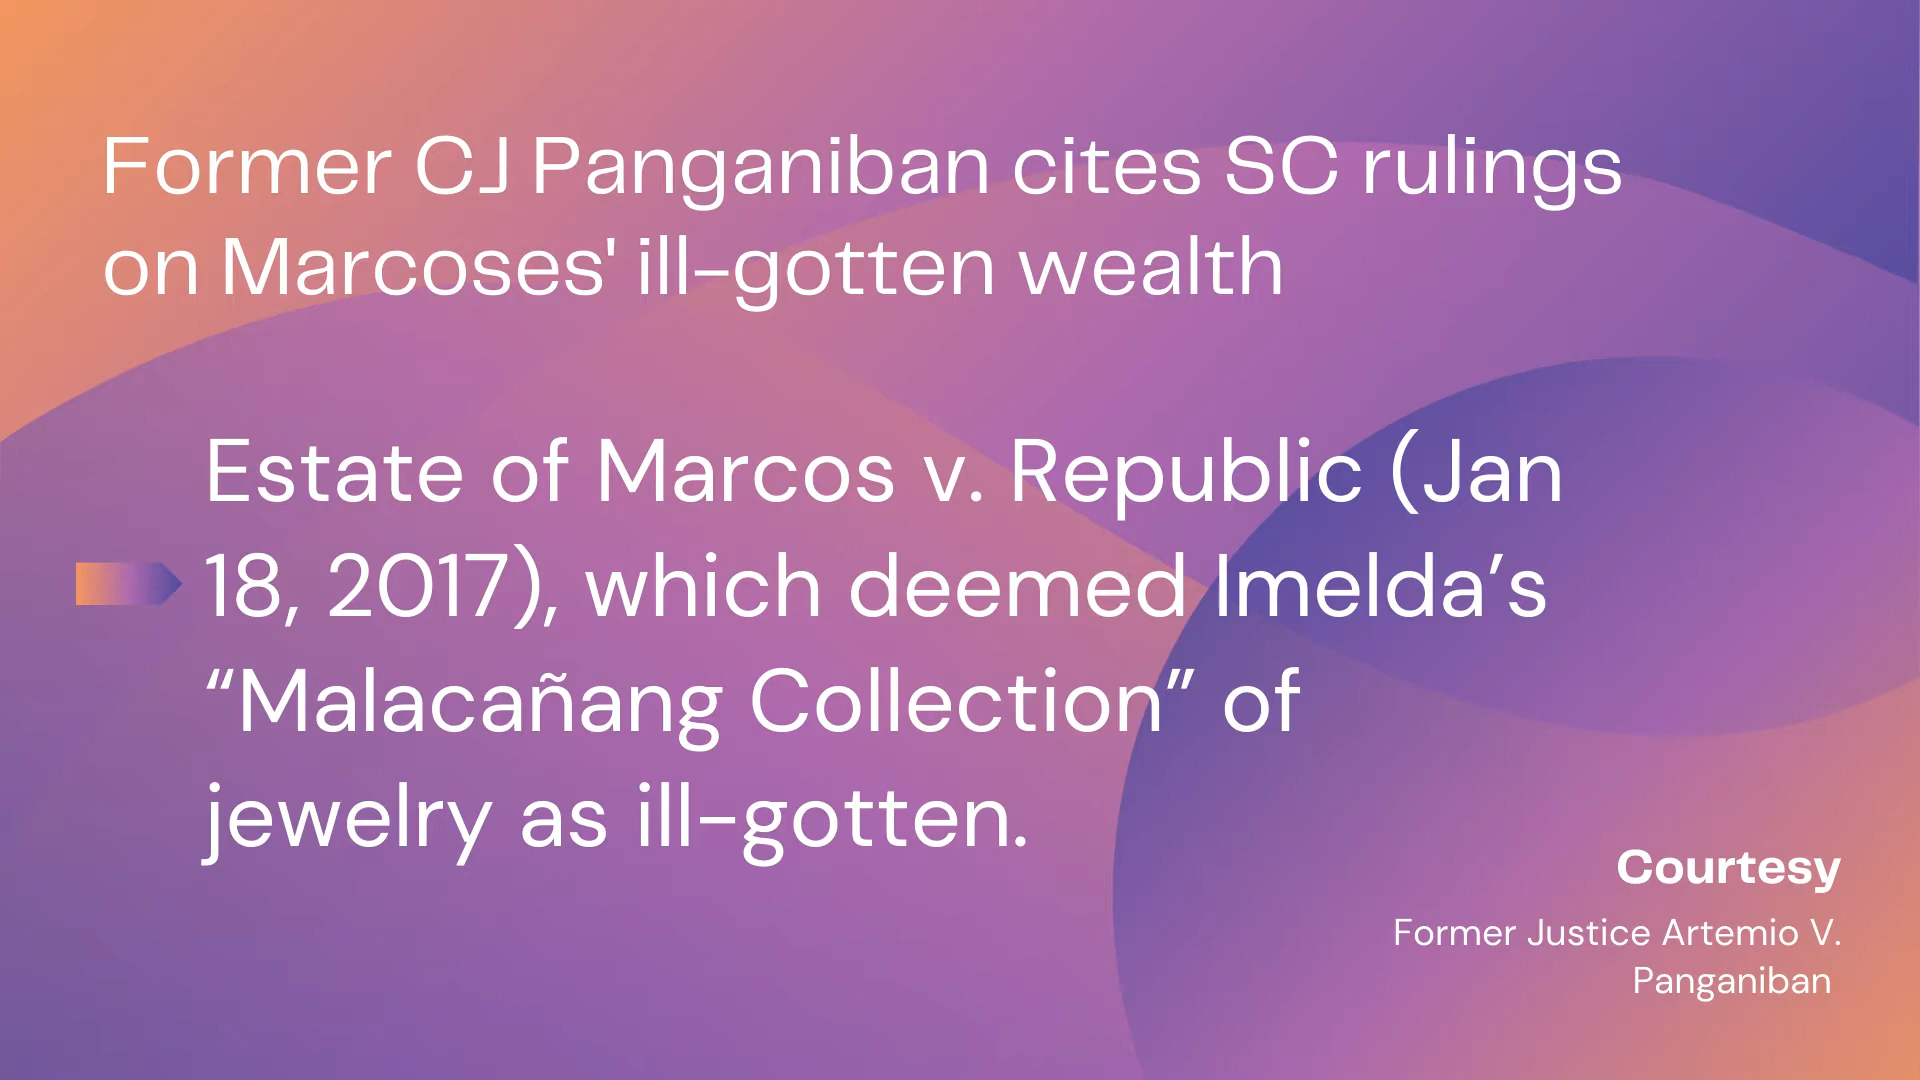 Former CJ Panganiban cites SC rulings
on Marcoses' ill-gotten wealth
Estate of Marcos v. Republic (Jan
18, 2017), which deemed Imelda’s
“Malacañang Collection” of
jewelry as ill-gotten.
Courtesy
Former Justice Artemio V.
Panganiban